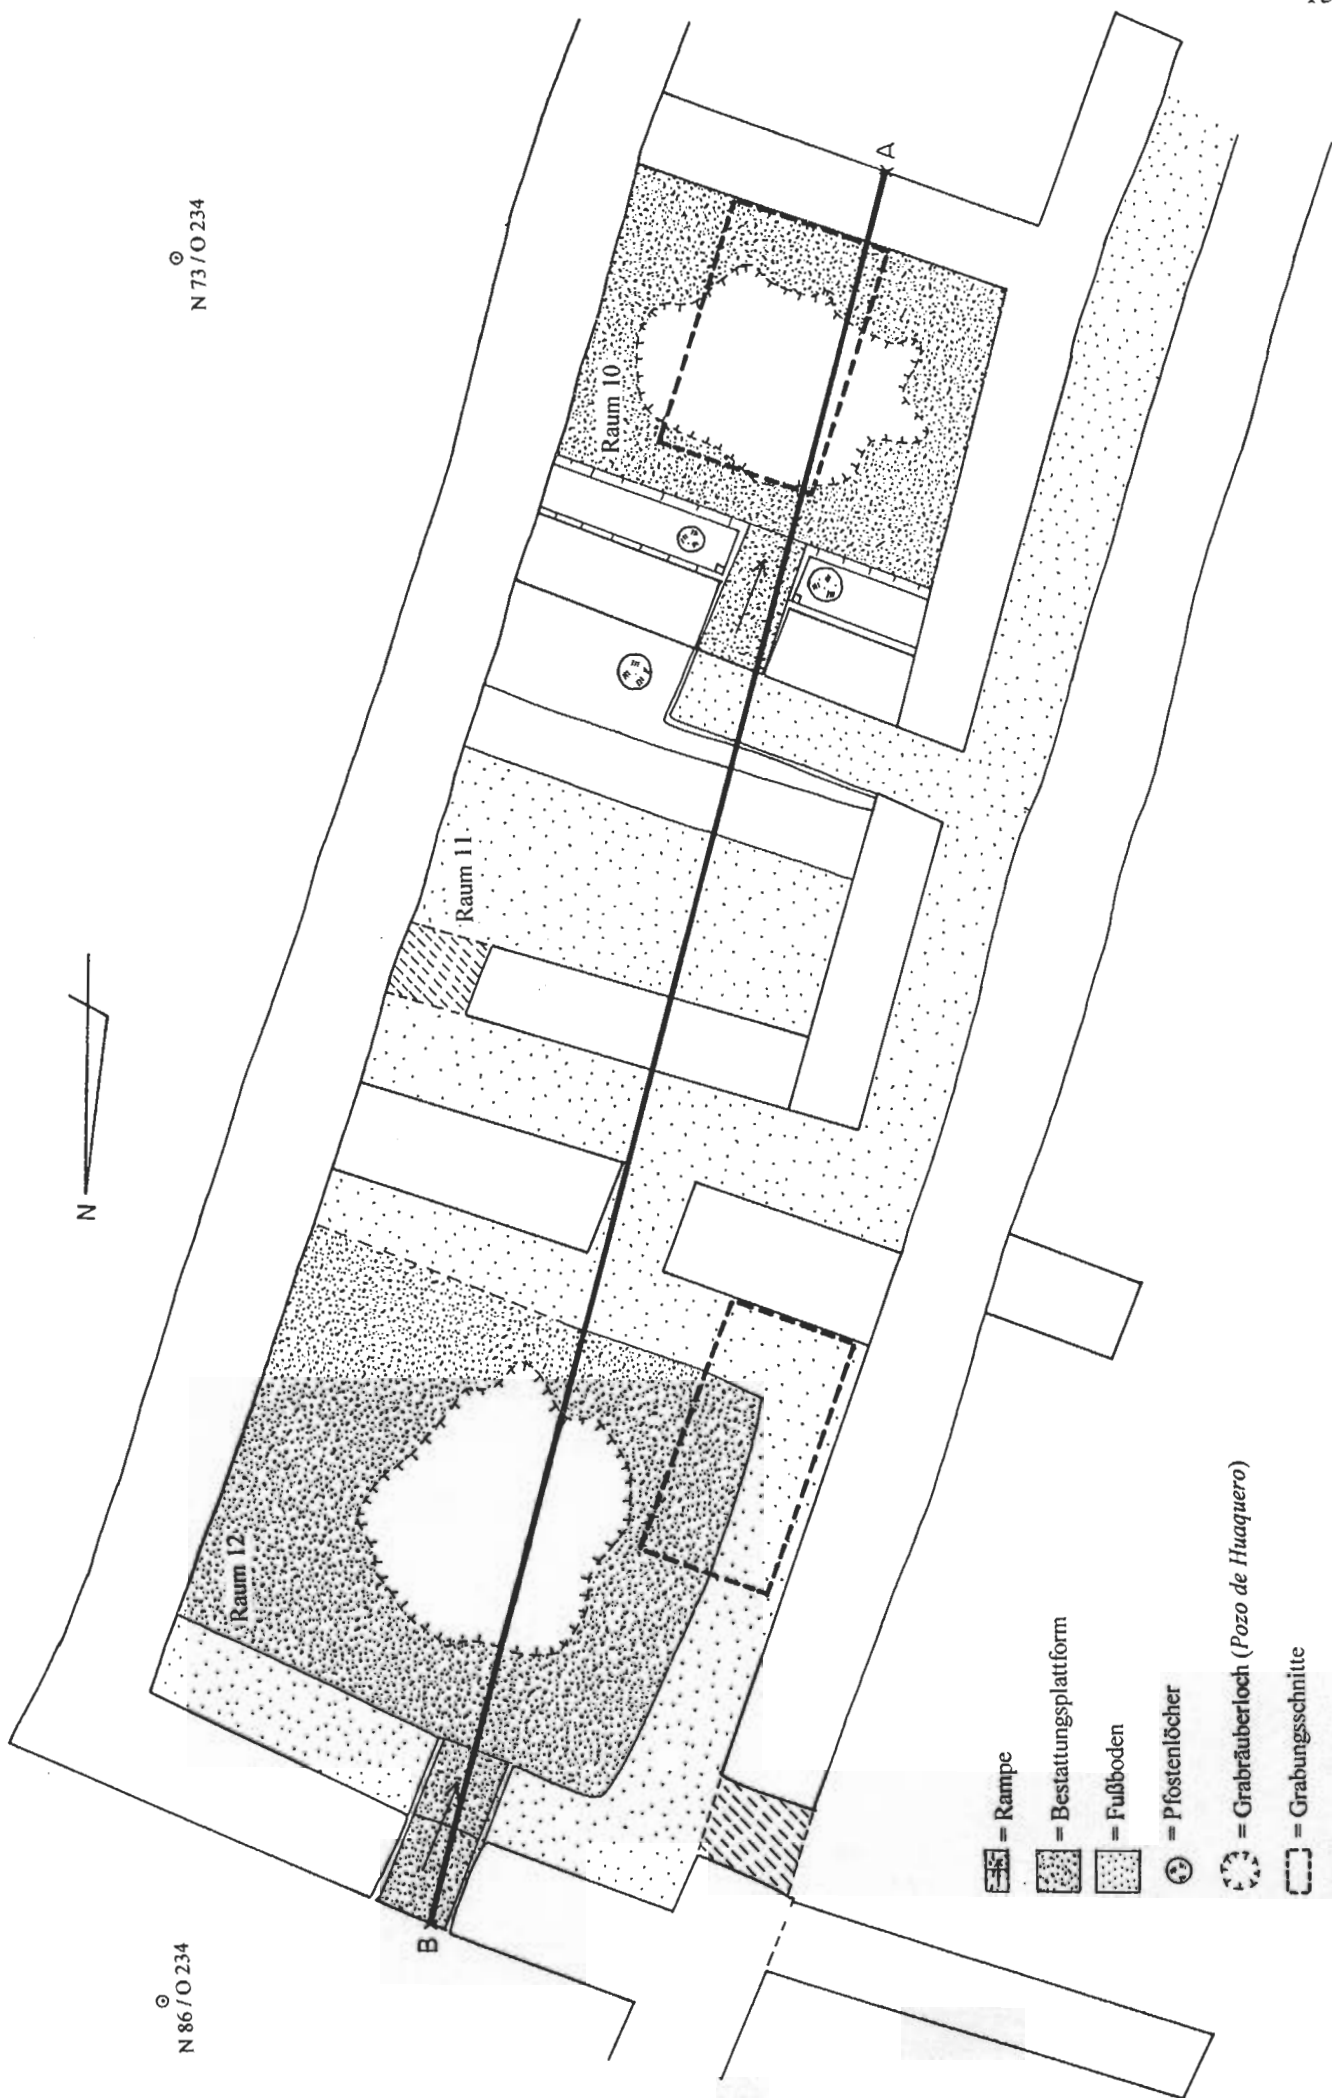 N 73 / O 234
A
Raum 10
Raum 11
N
Raum 12
B
N 86 / O 234
= Rampe
= Bestattungsplattform
= Fußboden
= Pfostenlöcher
= Grabräuberloch (Pozo de Huaquero)
= Grabungsschnitte